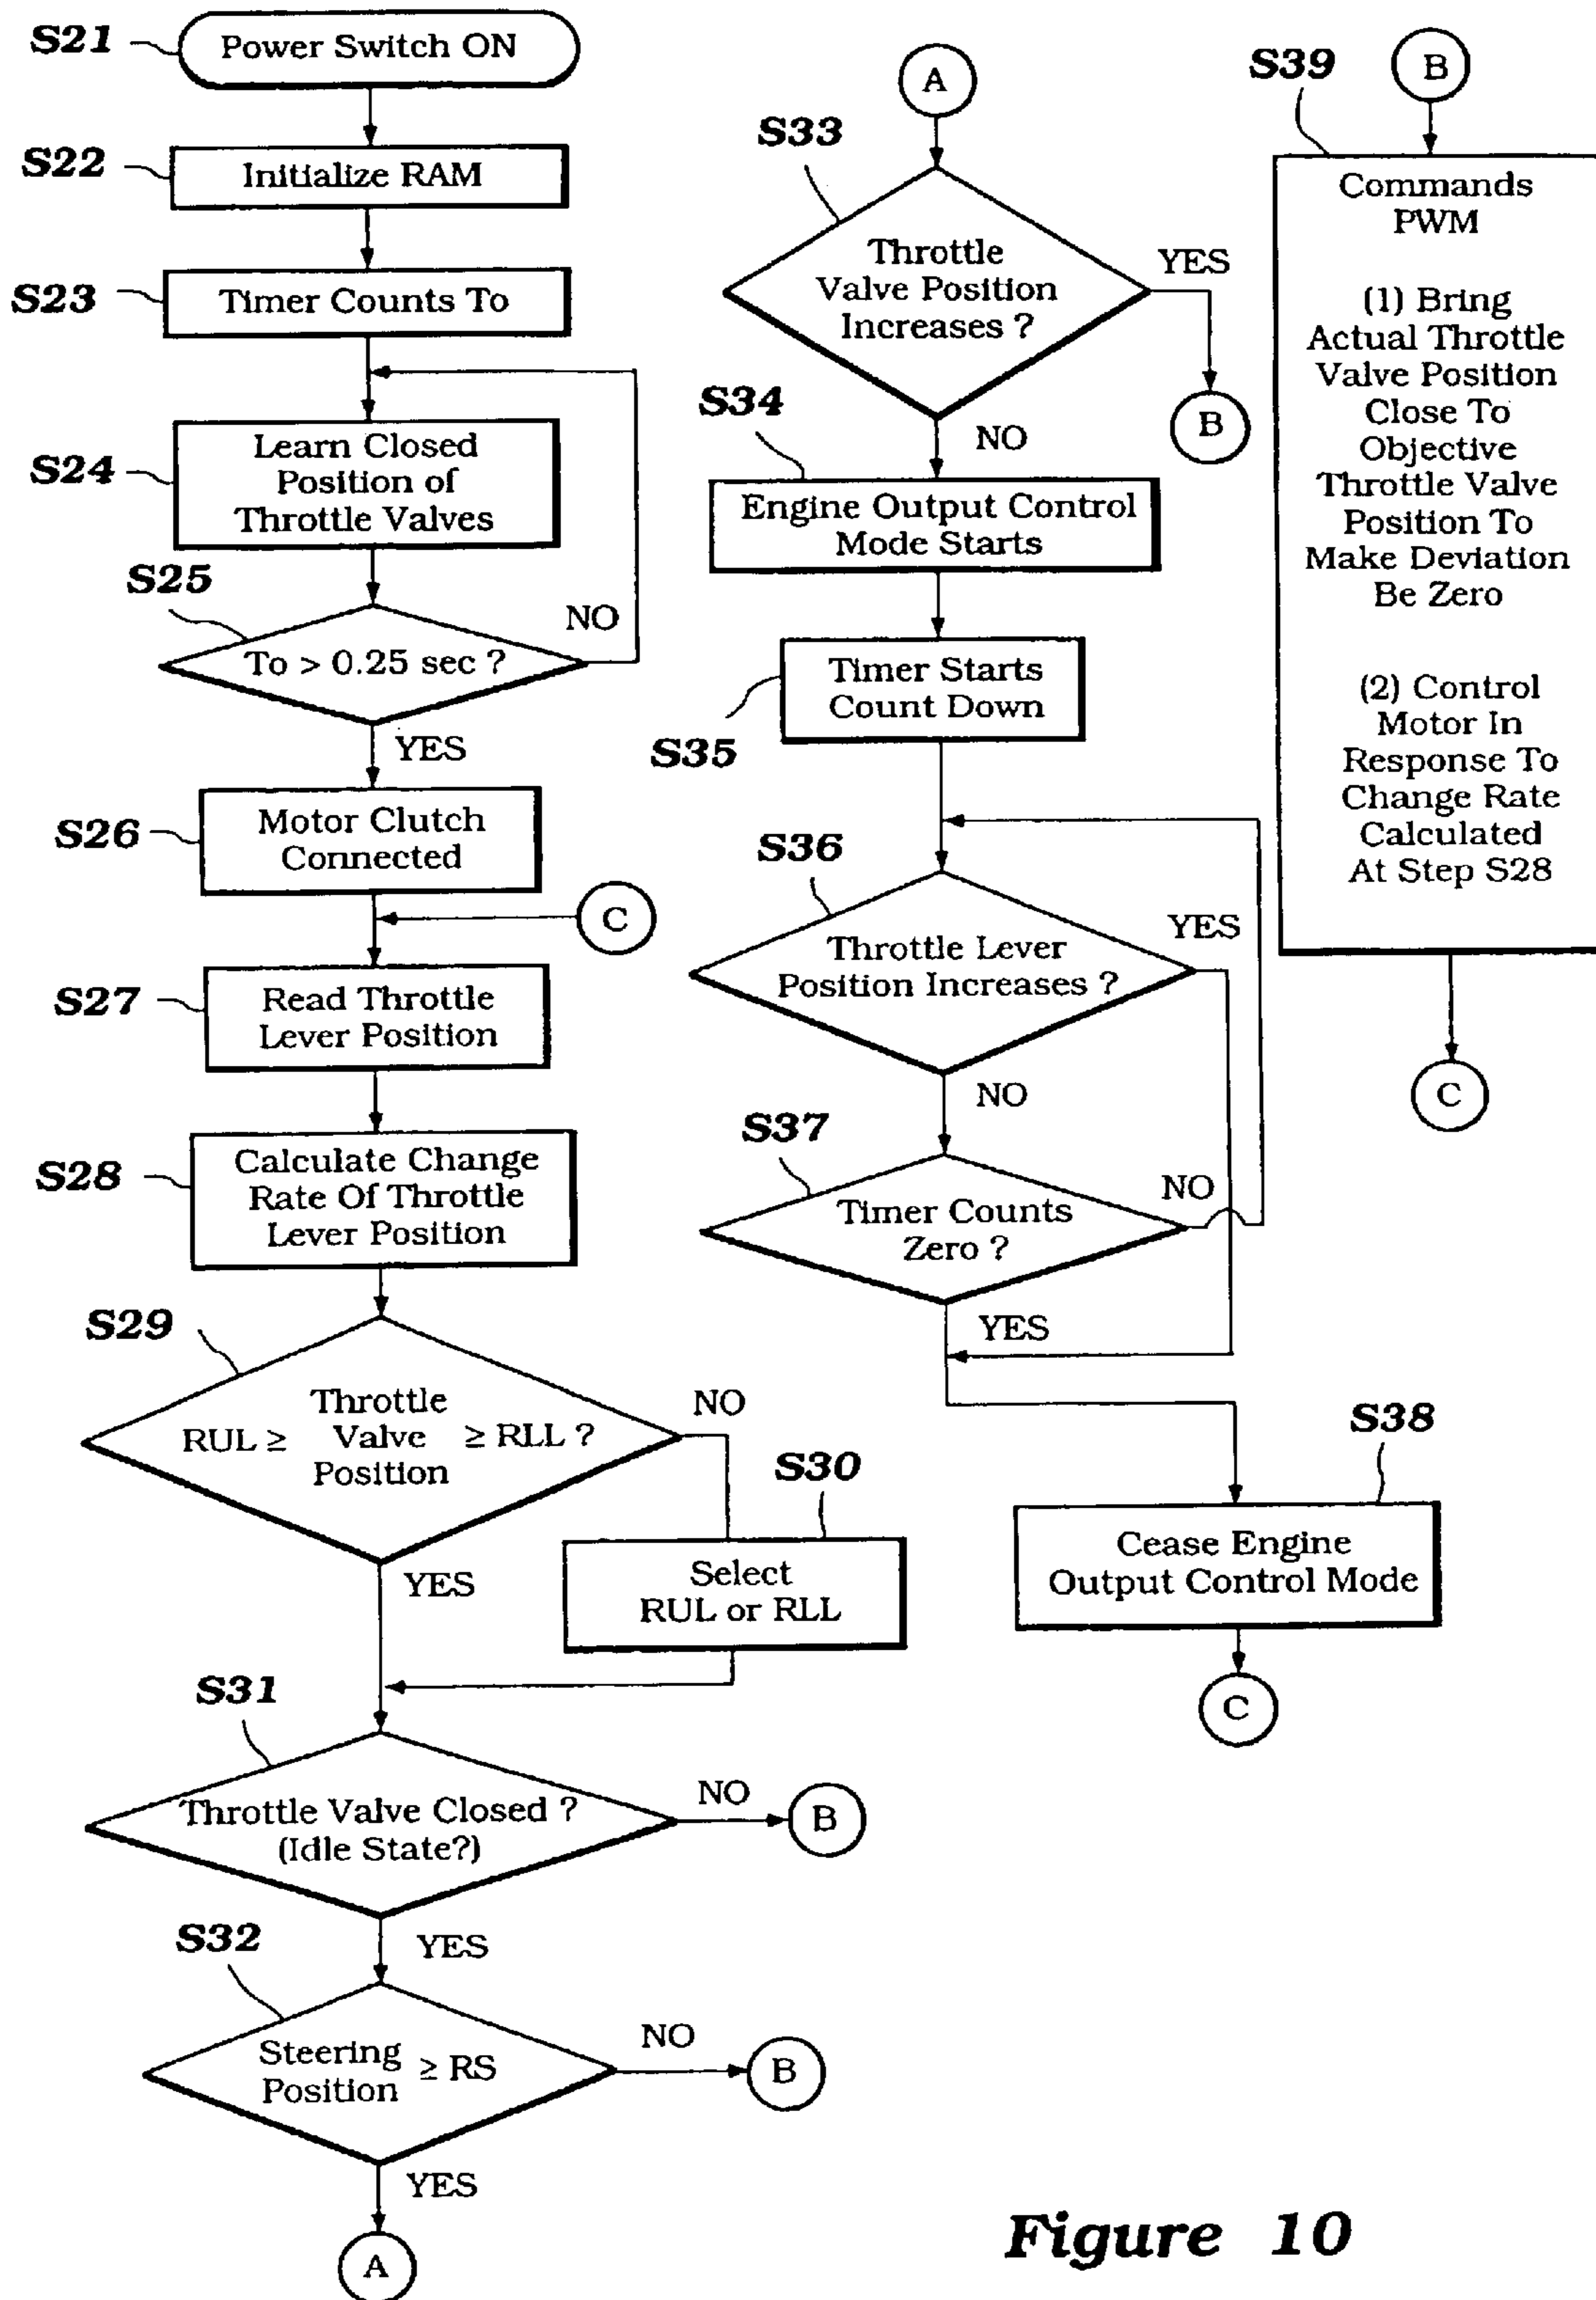 S21
Power Switch ON
S22
Initialize RAM
S23
Timer Counts To
S24
Learn Closed
Position of
Throttle Valves
S25
To > 0.25 sec ?
NO
YES
S26
Motor Clutch
Connected
C
S27
Read Throttle
Lever Position
S28
Calculate Change
Rate Of Throttle
Lever Position
S29
RUL ≥ Throttle Valve Position ≥ RLL ?
NO
YES
S30
Select
RUL or RLL
S31
Throttle Valve Closed ?
(Idle State?)
NO
B
YES
S32
Steering Position ≥ RS
NO
B
YES
A
A
S33
Throttle
Valve Position
Increases ?
YES
B
NO
S34
Engine Output Control
Mode Starts
S35
Timer Starts
Count Down
S36
Throttle Lever
Position Increases ?
YES
NO
S37
Timer Counts
Zero ?
NO
YES
S38
Cease Engine
Output Control Mode
C
B
S39
Commands
PWM
(1) Bring
Actual Throttle
Valve Position
Close To
Objective
Throttle Valve
Position To
Make Deviation
Be Zero
(2) Control
Motor In
Response To
Change Rate
Calculated
At Step S28
C
Figure 10